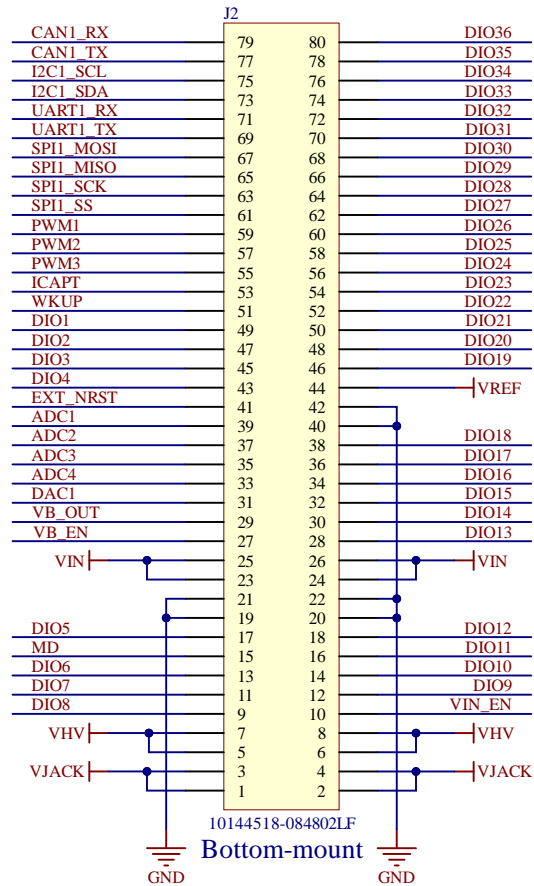 J2
CAN1_RX 79 80 DIO36
CAN1_TX 77 78 DIO35
I2C1_SCL 75 76 DIO34
I2C1_SDA 73 74 DIO33
UART1_RX 71 72 DIO32
UART1_TX 69 70 DIO31
SPI1_MOSI 67 68 DIO30
SPI1_MISO 65 66 DIO29
SPI1_SCK 63 64 DIO28
SPI1_SS 61 62 DIO27
PWM1 59 60 DIO26
PWM2 57 58 DIO25
PWM3 55 56 DIO24
ICAPT 53 54 DIO23
WKUP 51 52 DIO22
DIO1 49 50 DIO21
DIO2 47 48 DIO20
DIO3 45 46 DIO19
DIO4 43 44 VREF
EXT_NRST 41 42
ADC1 39 40
ADC2 37 38 DIO18
ADC3 35 36 DIO17
ADC4 33 34 DIO16
DAC1 31 32 DIO15
VB_OUT 29 30 DIO14
VB_EN 27 28 DIO13
VIN 25 26 VIN
23 24
21 22
19 20
DIO5 17 18 DIO12
MD 15 16 DIO11
DIO6 13 14 DIO10
DIO7 11 12 DIO9
DIO8 9 10 VIN_EN
VHV 7 8 VHV
5 6
VJACK 3 4 VJACK
1 2
10144518-084802LF
Bottom-mount
GND GND